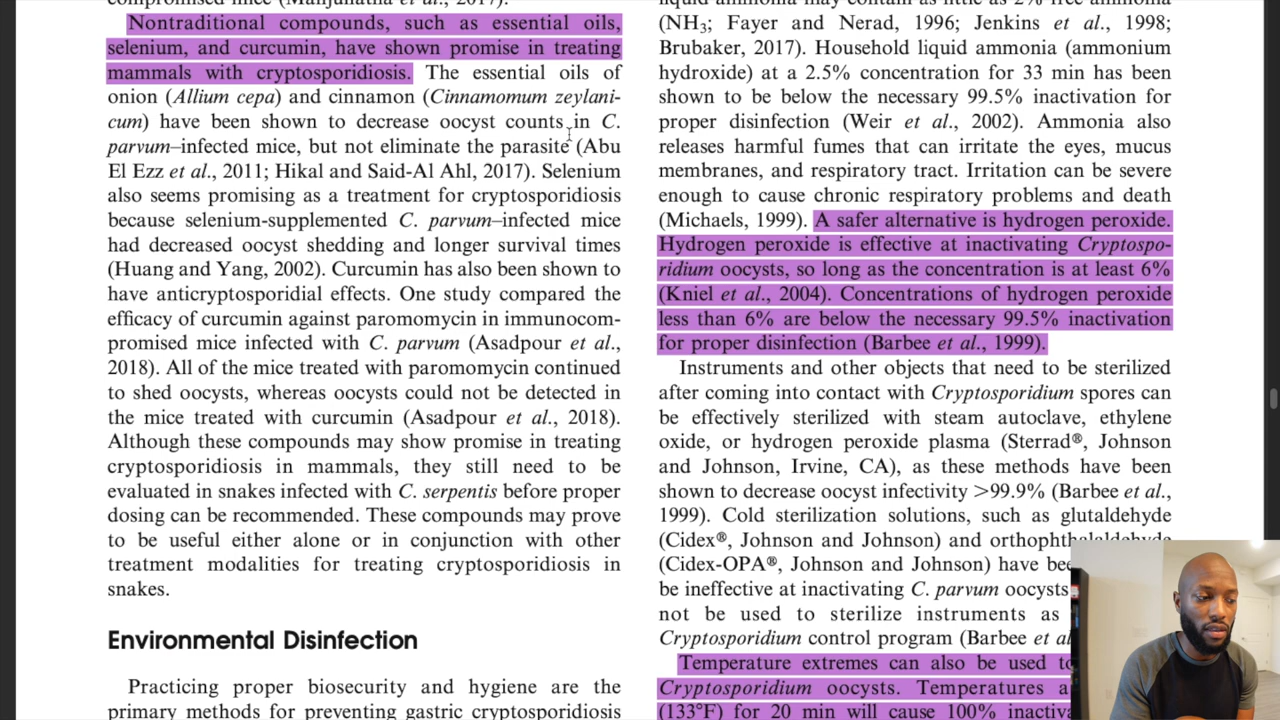 compromised mice (Manjunatha et al., 2017).
Nontraditional compounds, such as essential oils,
selenium, and curcumin, have shown promise in treating
mammals with cryptosporidiosis. The essential oils of
onion (Allium cepa) and cinnamon (Cinnamomum zeylani-
cum) have been shown to decrease oocyst counts in C.
parvum–infected mice, but not eliminate the parasite (Abu
El Ezz et al., 2011; Hikal and Said-Al Ahl, 2017). Selenium
also seems promising as a treatment for cryptosporidiosis
because selenium-supplemented C. parvum–infected mice
had decreased oocyst shedding and longer survival times
(Huang and Yang, 2002). Curcumin has also been shown to
have anticryptosporidial effects. One study compared the
efficacy of curcumin against paromomycin in immunocom-
promised mice infected with C. parvum (Asadpour et al.,
2018). All of the mice treated with paromomycin continued
to shed oocysts, whereas oocysts could not be detected in
the mice treated with curcumin (Asadpour et al., 2018).
Although these compounds may show promise in treating
cryptosporidiosis in mammals, they still need to be
evaluated in snakes infected with C. serpentis before proper
dosing can be recommended. These compounds may prove
to be useful either alone or in conjunction with other
treatment modalities for treating cryptosporidiosis in
snakes.
Environmental Disinfection
Practicing proper biosecurity and hygiene are the
primary methods for preventing gastric cryptosporidiosis
liquid ammonia may contain as little as 2% free ammonia
(NH3; Fayer and Nerad, 1996; Jenkins et al., 1998;
Brubaker, 2017). Household liquid ammonia (ammonium
hydroxide) at a 2.5% concentration for 33 min has been
shown to be below the necessary 99.5% inactivation for
proper disinfection (Weir et al., 2002). Ammonia also
releases harmful fumes that can irritate the eyes, mucus
membranes, and respiratory tract. Irritation can be severe
enough to cause chronic respiratory problems and death
(Michaels, 1999). A safer alternative is hydrogen peroxide.
Hydrogen peroxide is effective at inactivating Cryptospo-
ridium oocysts, so long as the concentration is at least 6%
(Kniel et al., 2004). Concentrations of hydrogen peroxide
less than 6% are below the necessary 99.5% inactivation
for proper disinfection (Barbee et al., 1999).
Instruments and other objects that need to be sterilized
after coming into contact with Cryptosporidium spores can
be effectively sterilized with steam autoclave, ethylene
oxide, or hydrogen peroxide plasma (Sterrad®, Johnson
and Johnson, Irvine, CA), as these methods have been
shown to decrease oocyst infectivity >99.9% (Barbee et al.,
1999). Cold sterilization solutions, such as glutaldehyde
(Cidex®, Johnson and Johnson) and orthophthalaldehyde
(Cidex-OPA®, Johnson and Johnson) have
be ineffective at inactivating C. parvum oocysts
not be used to sterilize instruments as
Cryptosporidium control program (Barbee et
Temperature extremes can also be used
Cryptosporidium oocysts. Temperatures
(133°F) for 20 min will cause 100%